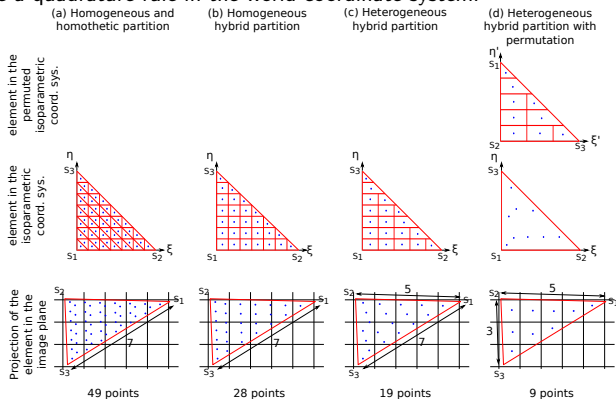 s a quadrature rule in the world coordinate system.
(a) Homogeneous and
homothetic partition
(b) Homogeneous
hybrid partition
(c) Heterogeneous
hybrid partition
(d) Heterogeneous
hybrid partition with
permutation
element in the
permuted
isoparametric
coord. sys.
η'
s1
s2
s3
ξ'
element in the
isoparametric
coord. sys.
η
s3
s1
s2
ξ
η
s3
s1
s2
ξ
η
s3
s1
s2
ξ
η
s3
s1
s2
ξ
Projection of the
element in the
image plane
s2
s1
s3
7
s2
s1
s3
7
s2
5
s1
s3
7
s2
5
s1
3
s3
49 points
28 points
19 points
9 points